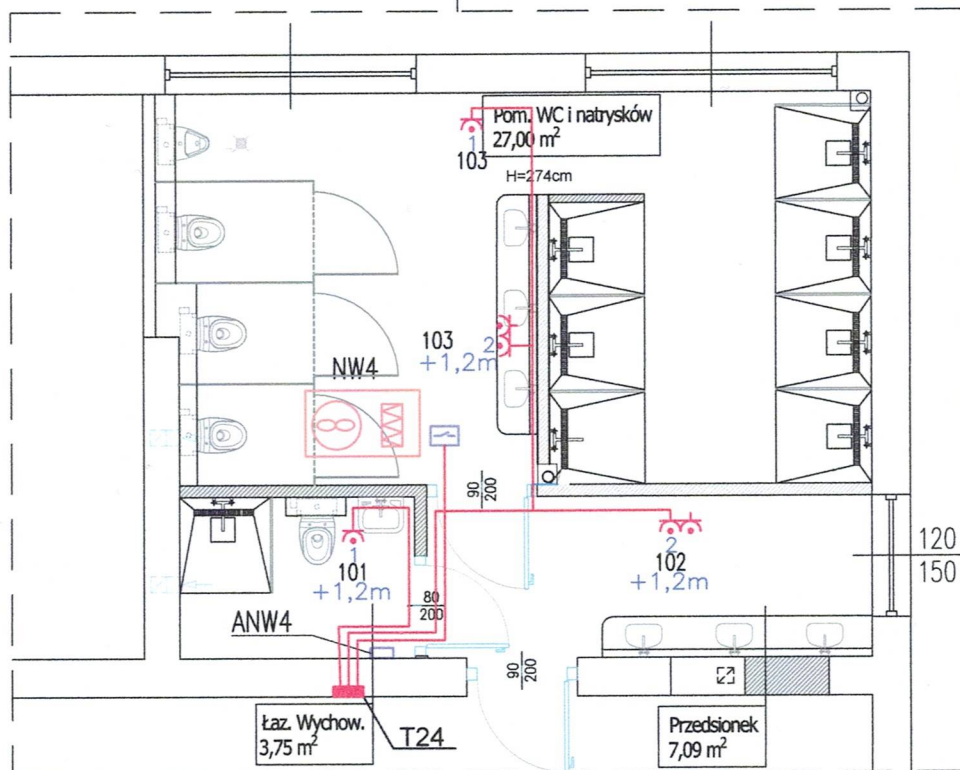 Pom. WC i natrysków
27,00 m²
1
103
H=274cm
103
2
+1,2m
NW4
8
90
200
2
102
+1,2m
120
150
1
101
+1,2m
80
200
ANW4
90
200
Łaz. Wychow.
3,75 m²
T24
Przedsionek
7,09 m²